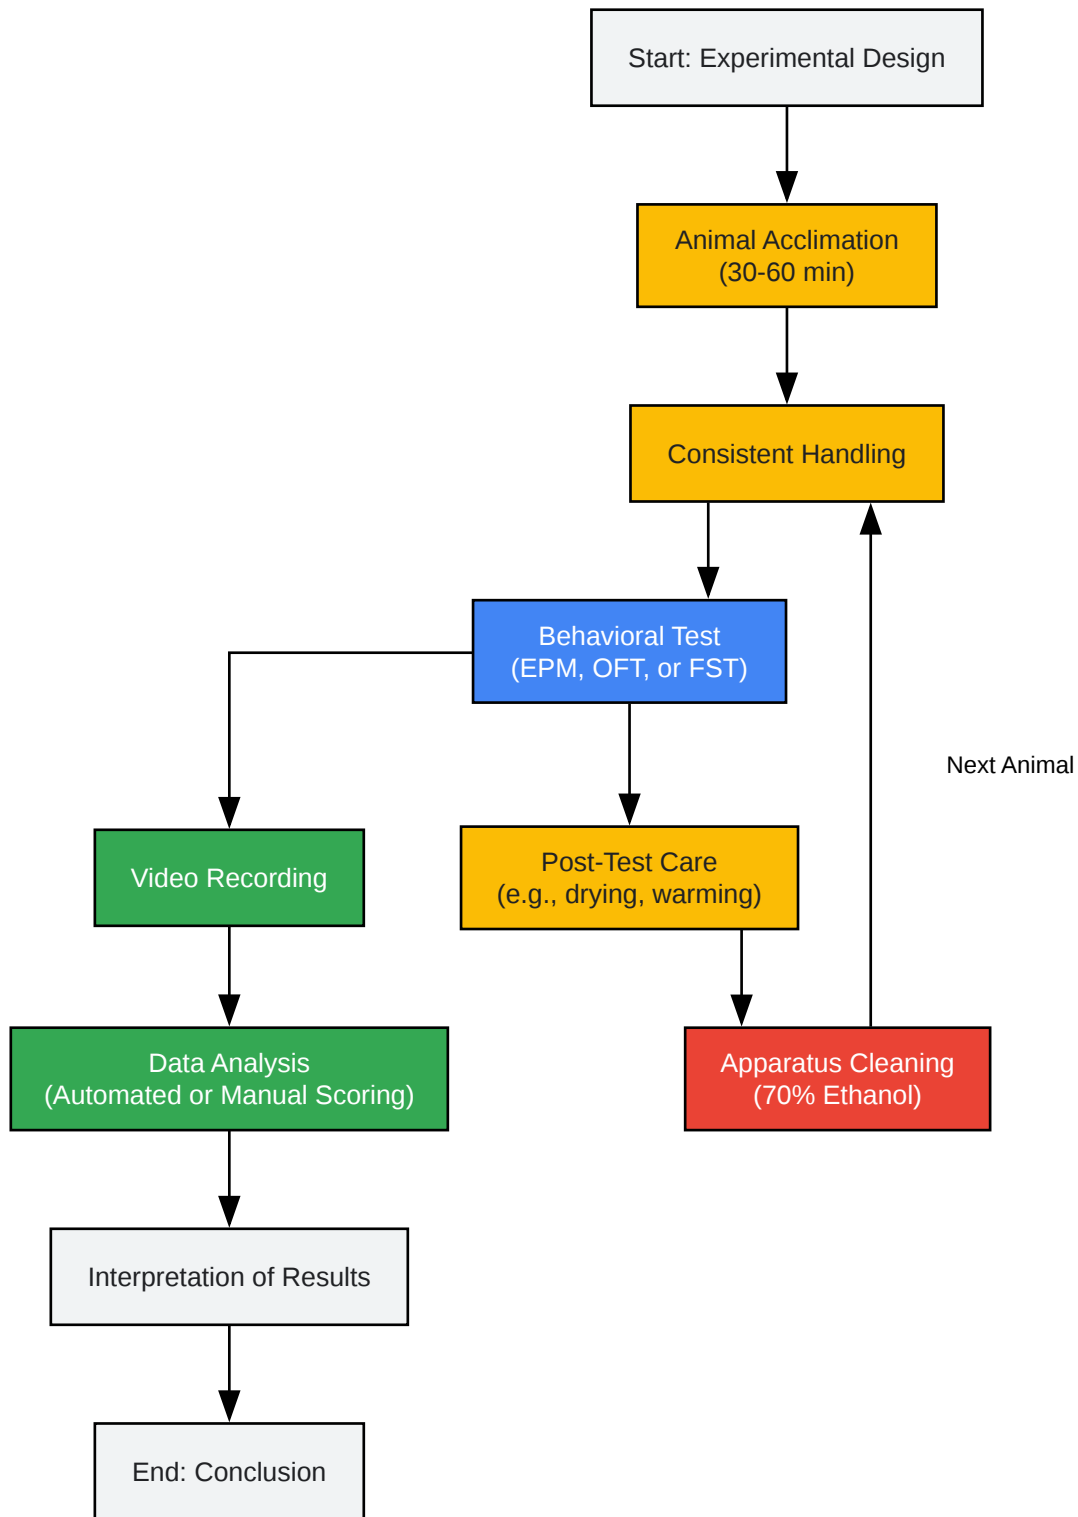 Start: Experimental Design
Animal Acclimation
(30-60 min)
Consistent Handling
Behavioral Test
(EPM, OFT, or FST)
Next Animal
Video Recording
Post-Test Care
(e.g., drying, warming)
Data Analysis
(Automated or Manual Scoring)
Apparatus Cleaning
(70% Ethanol)
Interpretation of Results
End: Conclusion